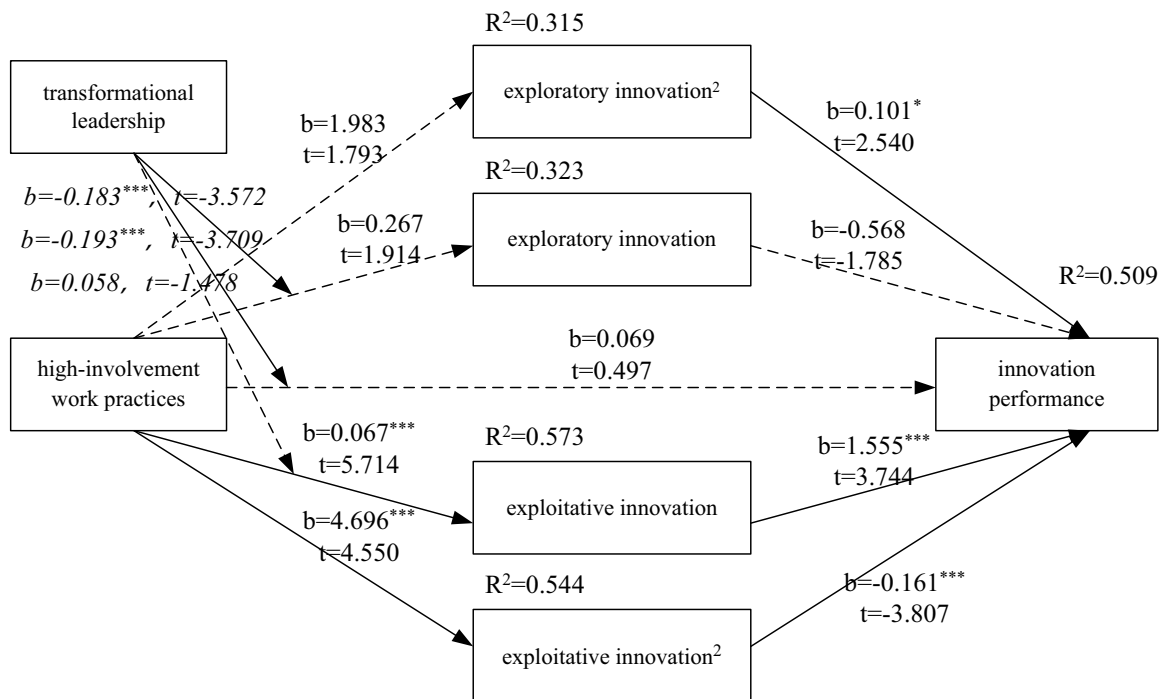 R²=0.315
transformational
leadership
exploratory innovation²
b=1.983
t=1.793
b=0.101*
t=2.540
R²=0.323
b=-0.183***, t=-3.572
b=-0.193***, t=-3.709
b=0.058, t=-1.478
b=0.267
t=1.914
exploratory innovation
b=-0.568
t=-1.785
R²=0.509
high-involvement
work practices
b=0.069
t=0.497
innovation
performance
b=0.067***
t=5.714
R²=0.573
exploitative innovation
b=1.555***
t=3.744
b=4.696***
t=4.550
R²=0.544
exploitative innovation²
b=-0.161***
t=-3.807